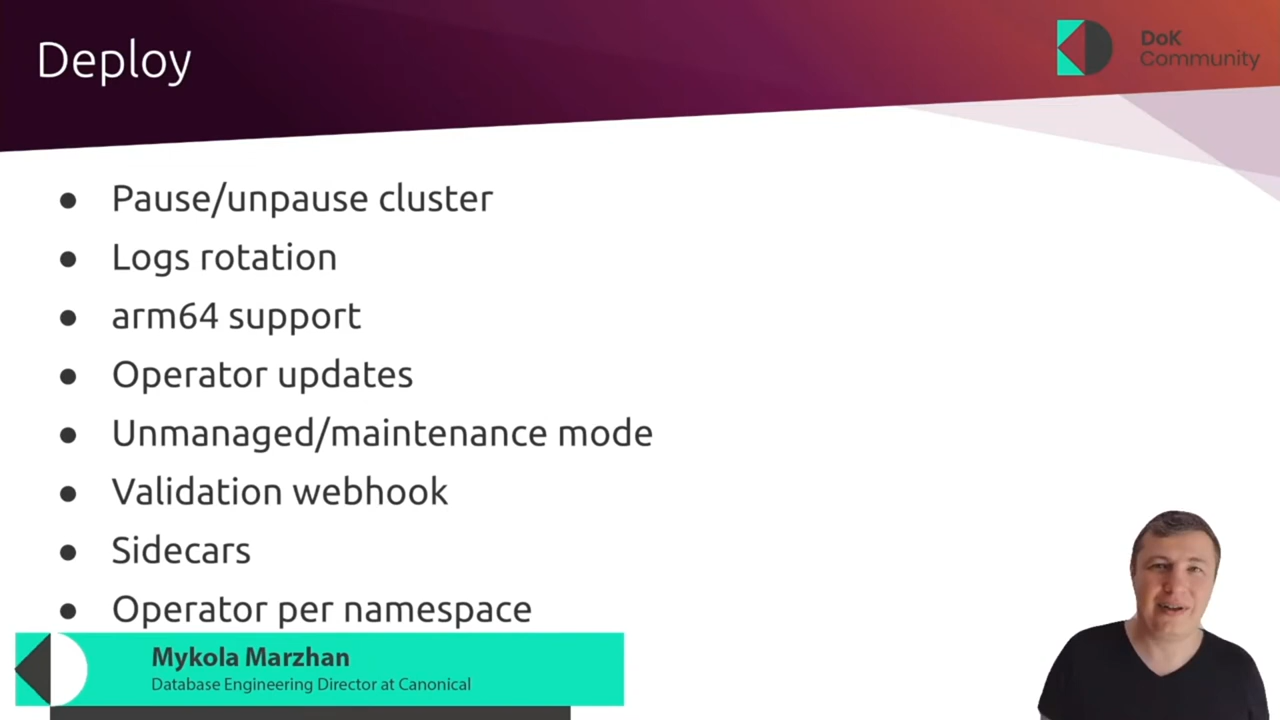 Deploy
DoK
Community
● Pause/unpause cluster
● Logs rotation
● arm64 support
● Operator updates
● Unmanaged/maintenance mode
● Validation webhook
● Sidecars
● Operator per namespace
Mykola Marzhan
Database Engineering Director at Canonical